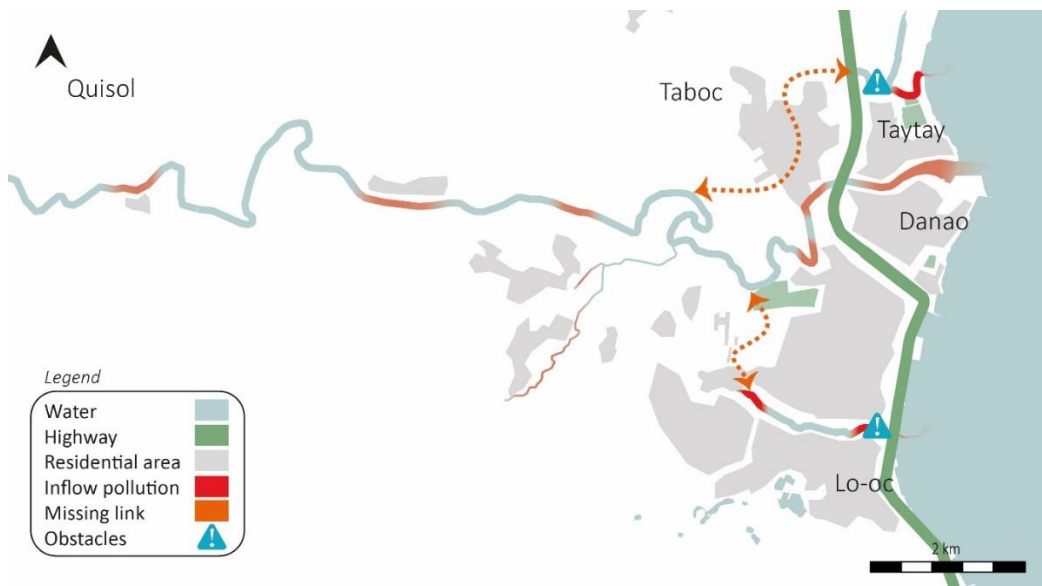 Quisol
Taboc
Taytay
Danao
Lo-oc
Legend
Water
Highway
Residential area
Inflow pollution
Missing link
Obstacles
2 km